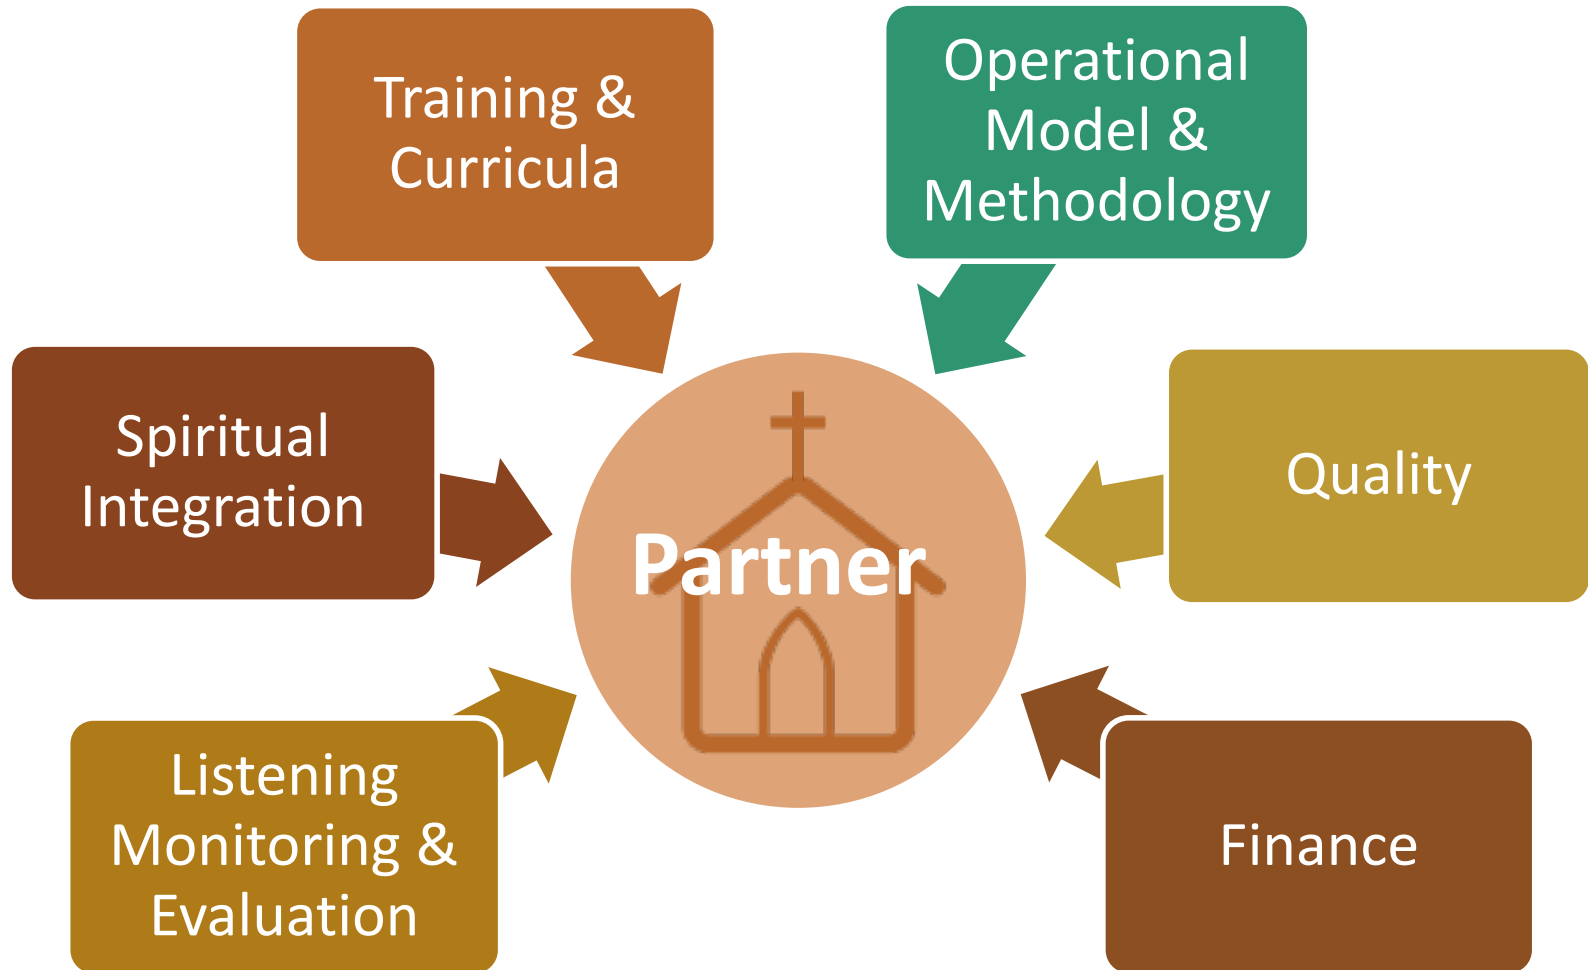 Training &
Curricula
Operational
Model &
Methodology
Spiritual
Integration
Partner
Quality
Listening
Monitoring &
Evaluation
Finance